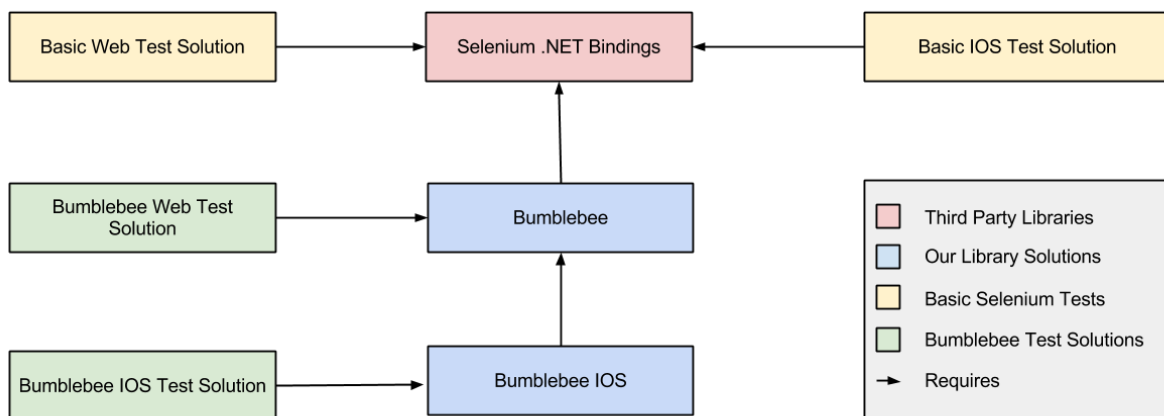 Basic Web Test Solution
Selenium .NET Bindings
Basic IOS Test Solution
Bumblebee Web Test
Solution
Bumblebee
Bumblebee IOS Test Solution
Bumblebee IOS
Third Party Libraries
Our Library Solutions
Basic Selenium Tests
Bumblebee Test Solutions
Requires